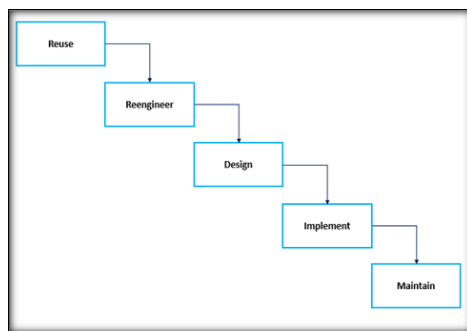 Reuse
Reengineer
Design
Implement
Maintain